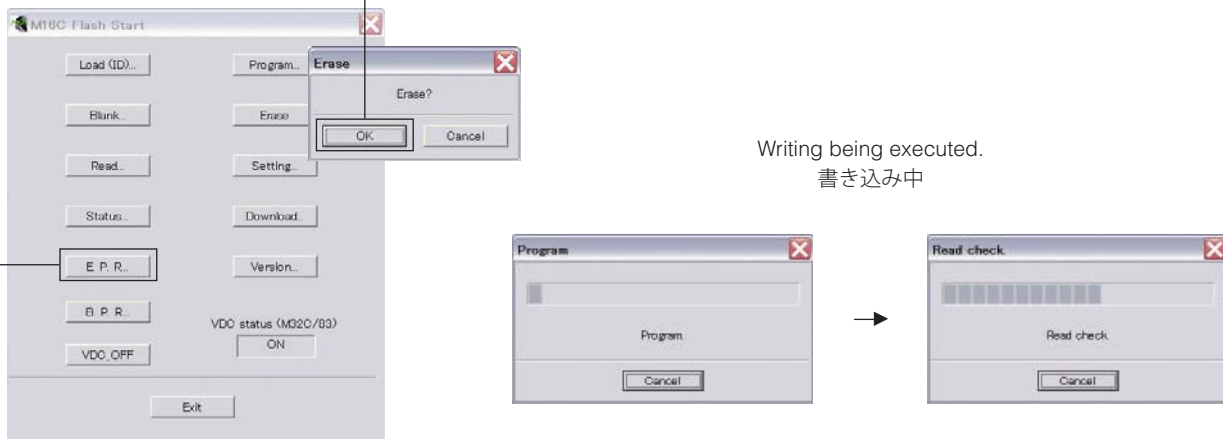 M16C Flash Start
Load (ID)...
Program...
Blank...
Erase
Read...
Setting...
Status...
Download...
E. P. R...
Version...
B. P. R...
VDC_OFF
VDC status (M32C/83)
ON
Exit
Erase
Erase?
OK
Cancel
Writing being executed.
書き込み中
Program
Program
Cancel
Read check.
Read check.
Cancel